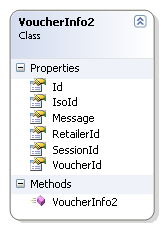 VoucherInfo2
Class
Properties
Id
IsoId
Message
RetailerId
SessionId
VoucherId
Methods
VoucherInfo2